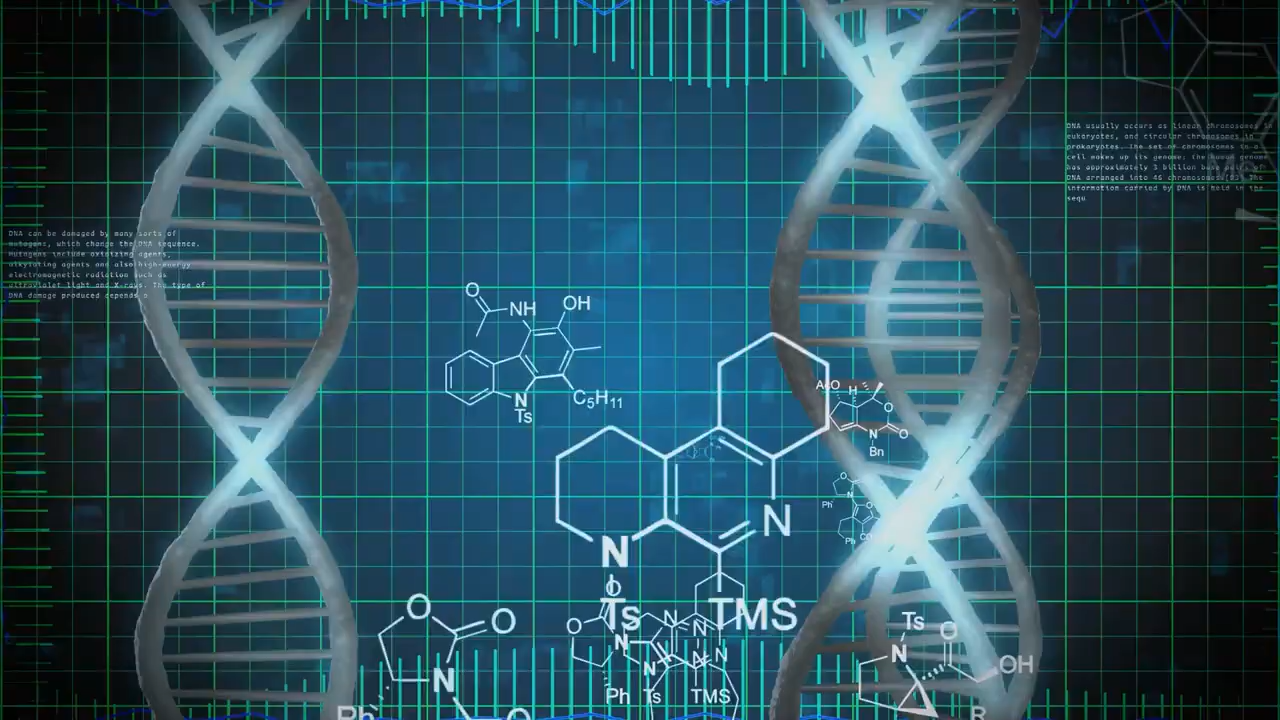 DNA usually occurs as linear chromosomes in
eukaryotes, and circular chromosomes in
prokaryotes. The set of chromosomes in a
cell makes up its genome; the human genome
has approximately 3 billion base pairs of
DNA arranged into 46 chromosomes.
information carried by DNA is held in the
sequ
Me
DNA can be damaged by many sorts of
mutagens, which change the DNA sequence.
Mutagens include oxidizing agents,
alkylating agents and also high-energy
electromagnetic radiation such as
ultraviolet light and X-rays. The type of
DNA damage produced depends o
O
NH
OH
N
Ts
C5H11
AcO
H
O
O
N
Bn
N
N
Ts
TMS
O
Ph
N
Ph
O
O
N
Ph
O
O
N
N
Ts
Ph
TMS
Ts
N
O
OH
R